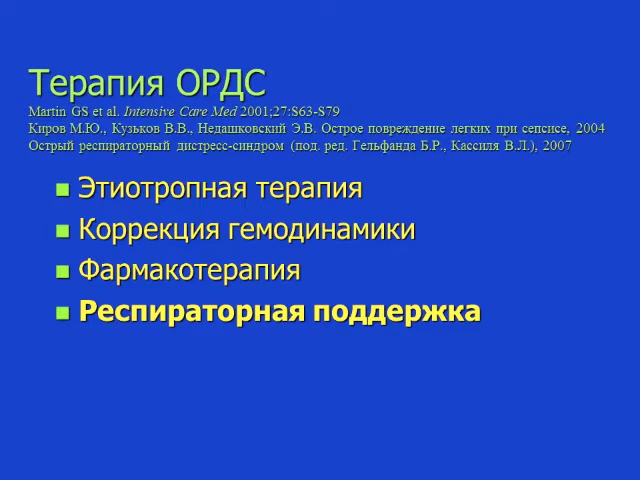 Терапия ОРДС
Martin GS et al. Intensive Care Med 2001;27:S63-S79
Киров М.Ю., Кузьков В.В., Недашковский Э.В. Острое повреждение легких при сепсисе, 2004
Острый респираторный дистресс-синдром (под. ред. Гельфанда Б.Р., Кассиля В.Л.), 2007
Этиотропная терапия
Коррекция гемодинамики
Фармакотерапия
Респираторная поддержка